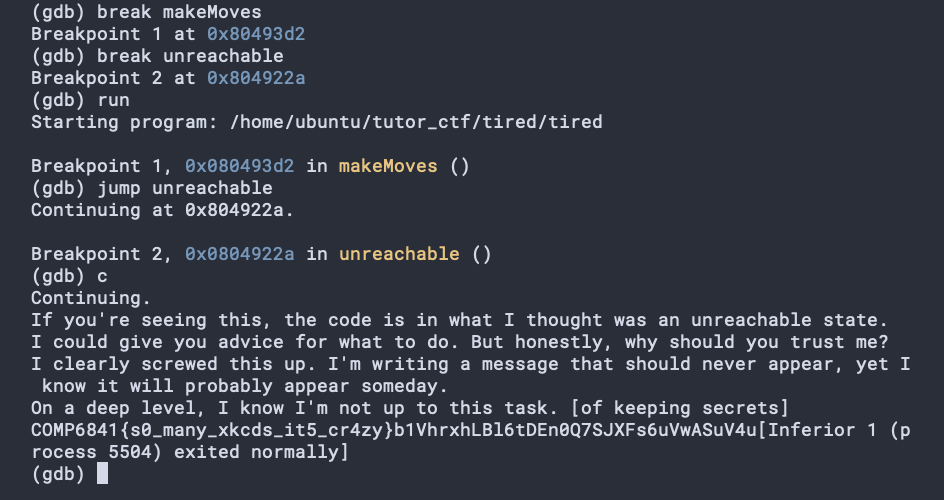 (gdb) break makeMoves
Breakpoint 1 at 0x80493d2
(gdb) break unreachable
Breakpoint 2 at 0x804922a
(gdb) run
Starting program: /home/ubuntu/tutor_ctf/tired/tired
Breakpoint 1, 0x080493d2 in makeMoves ()
(gdb) jump unreachable
Continuing at 0x804922a.
Breakpoint 2, 0x0804922a in unreachable ()
(gdb) c
Continuing.
If you're seeing this, the code is in what I thought was an unreachable state.
I could give you advice for what to do. But honestly, why should you trust me?
I clearly screwed this up. I'm writing a message that should never appear, yet I
 know it will probably appear someday.
On a deep level, I know I'm not up to this task. [of keeping secrets]
COMP6841{s0_many_xkcds_it5_cr4zy}b1VhrxhLBl6tDEn0Q7SJXFs6uVwASuV4u[Inferior 1 (p
rocess 5504) exited normally]
(gdb)